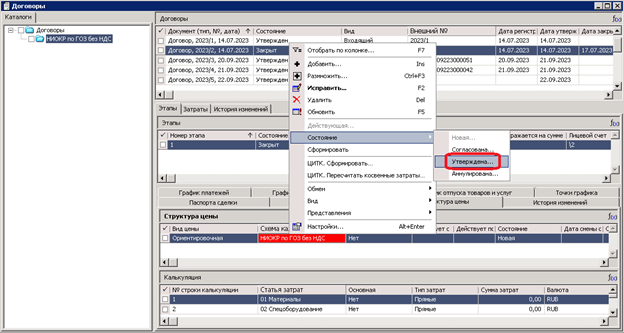 Договоры
Каталоги
Договоры
НИОКР по ГОЗ без НДС
Договоры
Документ (тип, №, дата) Состояние Вид Внешний № Дата регистр Дата утверж Дата закры
Договор, 2023/1, 14.07.2023 Утвержден Входящий 2023/1 14.07.2023 14.07.2023
Договор, 2023/2, 14.07.2023 Закрыт 14.07.2023 14.07.2023 17.07.2023
Договор, 2023/3, 20.09.2023 Утвержден 09223000051 20.09.2023 21.09.2023
Договор, 2023/4, 21.09.2023 Утвержден 09223000042 21.09.2023 21.09.2023
Договор, 2023/5, 22.09.2023 Утвержден 22.09.2023
Отобрать по колонке... F7
Добавить... Ins
Размножить... Ctrl+F3
Исправить... F2
Удалить Del
Обновить F5
Действующая...
Состояние
Сформировать
ЦИТК. Сформировать...
ЦИТК. Пересчитать косвенные затраты...
Обмен
Вид
Представления
Настройки... Alt+Enter
Новая...
Согласована...
Утверждена...
Аннулирована...
Этапы Затраты История изменений
Этапы
Номер этапа Состояние ражается на сумме Лицевой счет
1 Закрыт \2
График платежей отпуска товаров и услуг Точки графика
Паспорта сделки ктура цены История изменений
Структура цены
Вид цены Схема ка Действует по Состояние Дата смены с
Ориентировочная НИОКР по ГОЗ без НДС Нет Новая
Калькуляция
№ строки калькуляции Статья затрат Основная Тип затрат Сумма затрат Валюта
1 01 Материалы Нет Прямые 0,00 RUB
2 02 Спецоборудование Нет Прямые 0,00 RUB